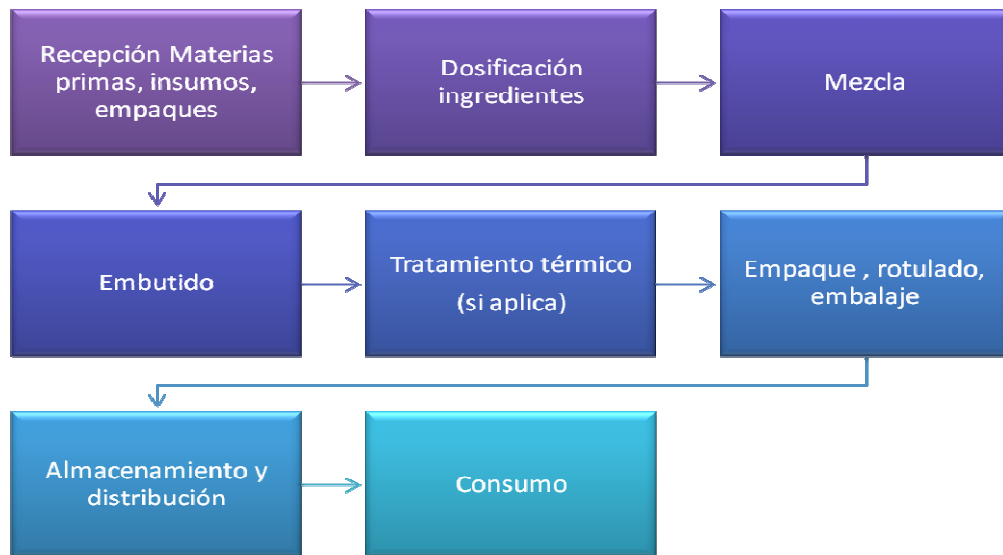 Recepción Materias
primas, insumos,
empaques
Dosificación
ingredientes
Mezcla
Embutido
Tratamiento térmico
(si aplica)
Empaque , rotulado,
embalaje
Almacenamiento y
distribución
Consumo